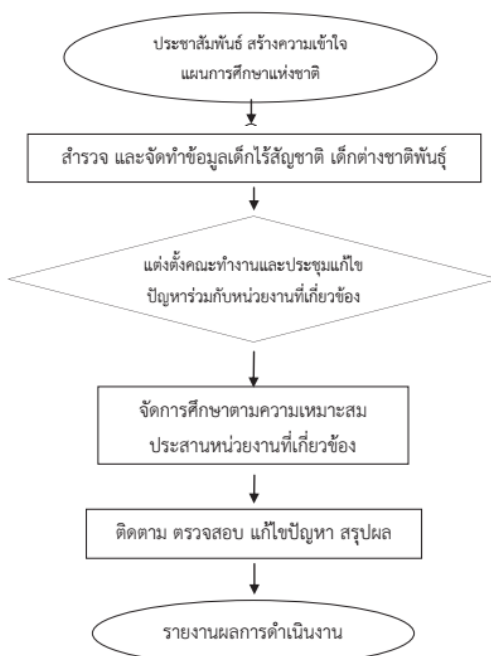 ประชาสัมพันธ์ สร้างความเข้าใจ
แผนการศึกษาแห่งชาติ
สำรวจ และจัดทำข้อมูลเด็กไร้สัญชาติ เด็กต่างชาติพันธุ์
แต่งตั้งคณะทำงานและประชุมแก้ไข
ปัญหาร่วมกับหน่วยงานที่เกี่ยวข้อง
จัดการศึกษาตามความเหมาะสม
ประสานหน่วยงานที่เกี่ยวข้อง
ติดตาม ตรวจสอบ แก้ไขปัญหา สรุปผล
รายงานผลการดำเนินงาน